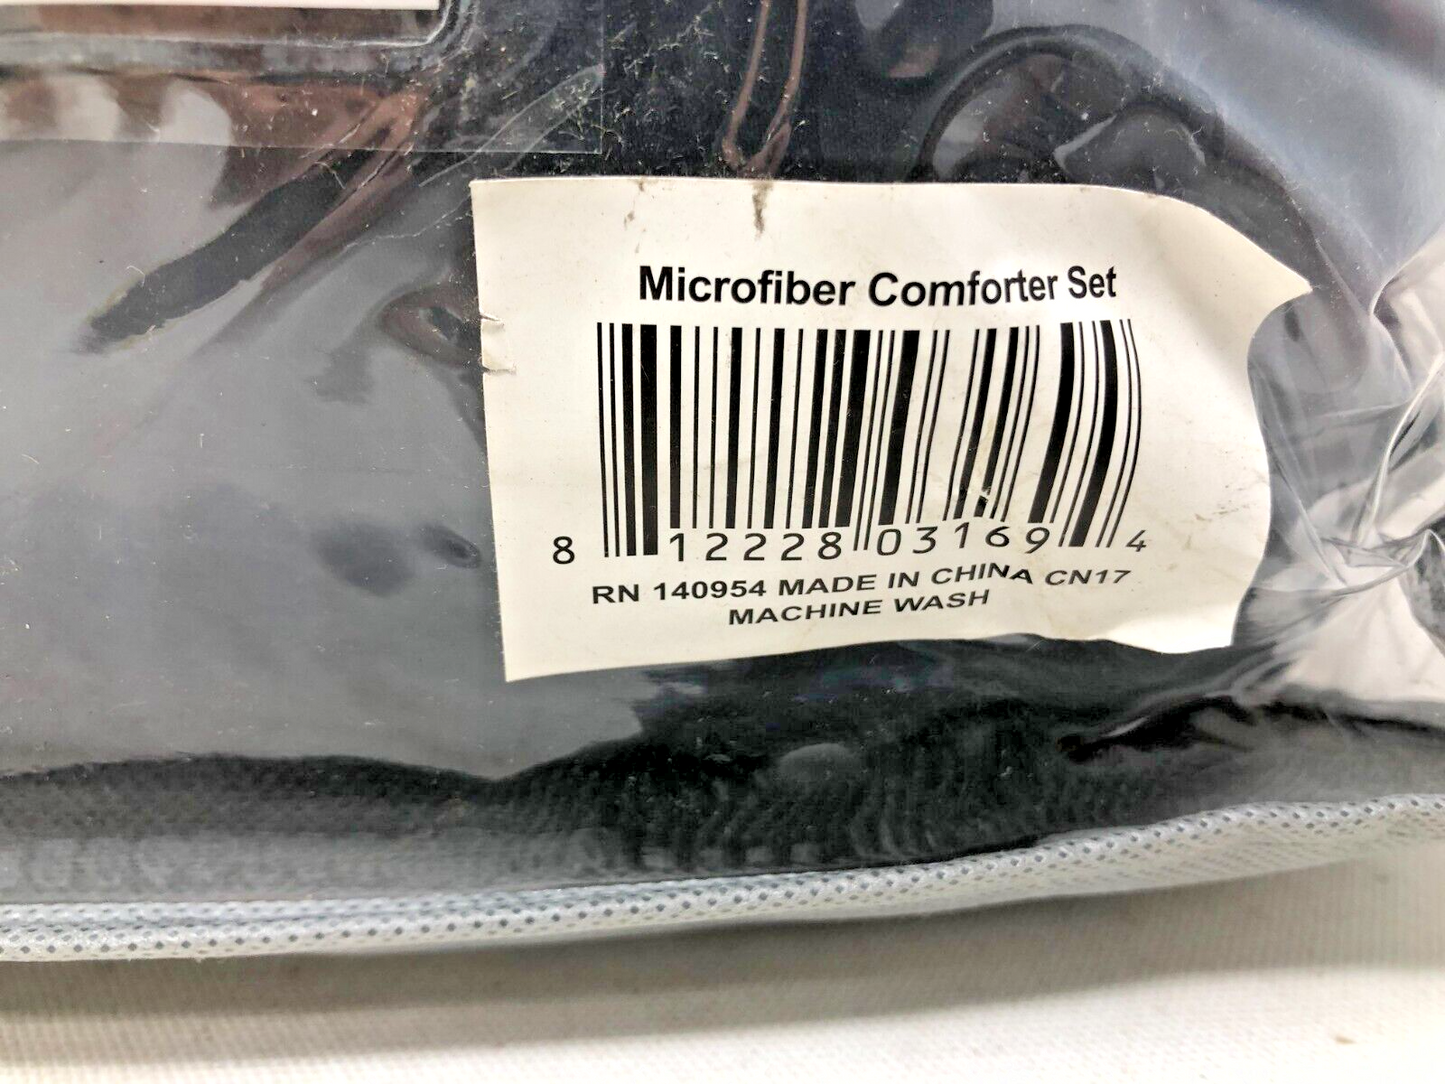 Microfiber Comforter Set
8 12228 03169 4
RN 140954 MADE IN CHINA CN17
MACHINE WASH